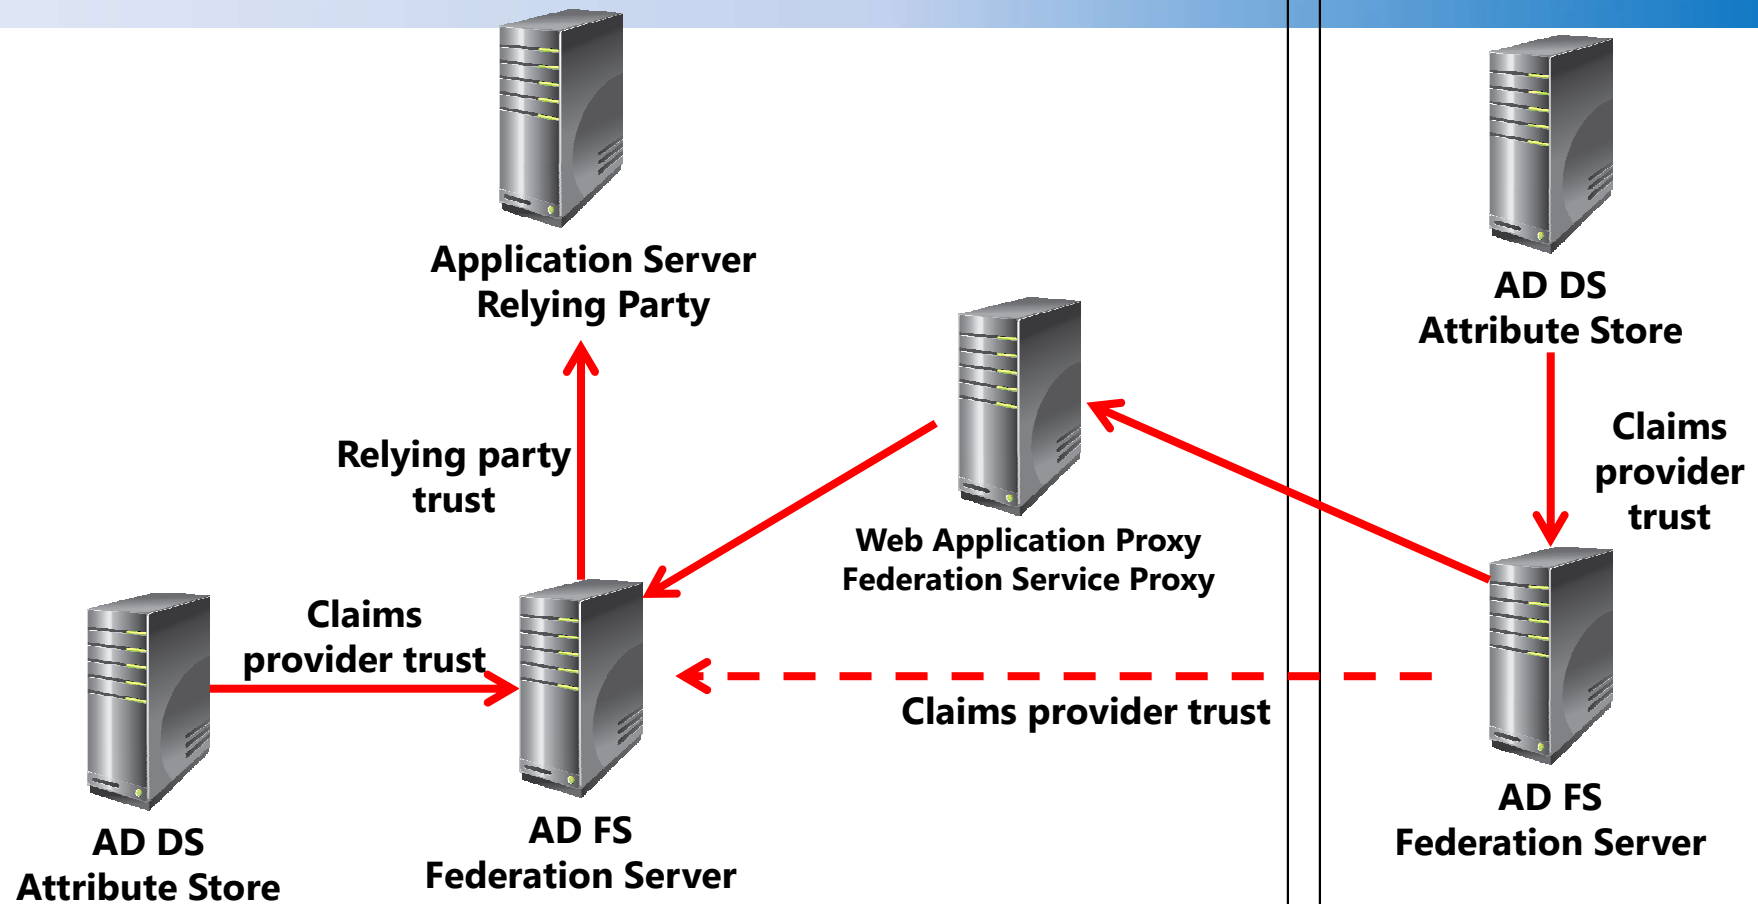 Application Server
Relying Party
AD DS
Attribute Store
Relying party
trust
Claims
provider
trust
Web Application Proxy
Federation Service Proxy
Claims
provider trust
Claims provider trust
AD DS
Attribute Store
AD FS
Federation Server
AD FS
Federation Server